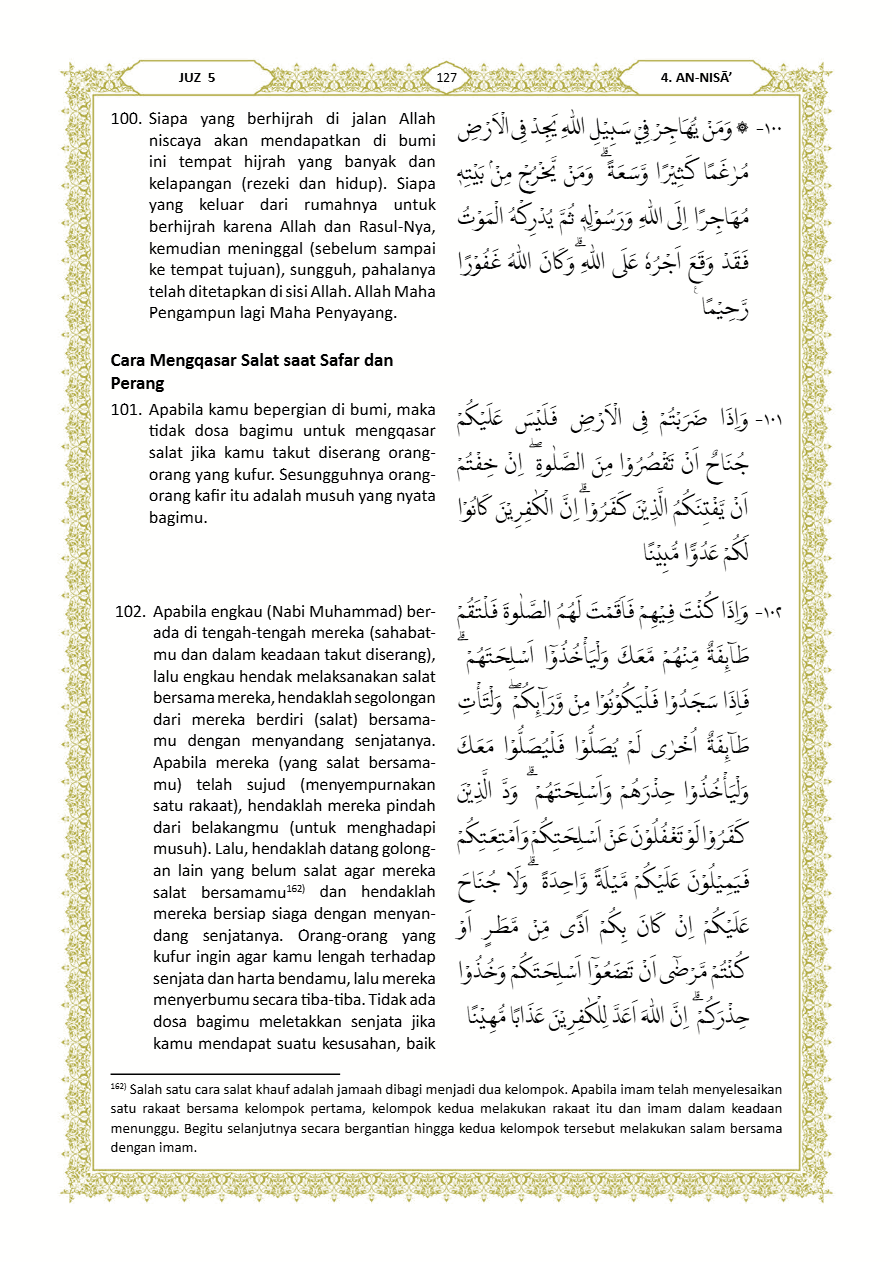 JUZ 5
127
4. AN-NISĀ’
100. Siapa yang berhijrah di jalan Allah
niscaya akan mendapatkan di bumi
ini tempat hijrah yang banyak dan
kelapangan (rezeki dan hidup). Siapa
yang keluar dari rumahnya untuk
berhijrah karena Allah dan Rasul-Nya,
kemudian meninggal (sebelum sampai
ke tempat tujuan), sungguh, pahalanya
telah ditetapkan di sisi Allah. Allah Maha
Pengampun lagi Maha Penyayang.
١٠٠- ۞ وَمَنْ يُّهَاجِرْ فِيْ سَبِيْلِ اللّٰهِ يَجِدْ فِى الْاَرْضِ
مُرٰغَمًا كَثِيْرًا وَّسَعَةًۗ وَمَنْ يَّخْرُجْ مِنْۢ بَيْتِهٖ
مُهَاجِرًا اِلَى اللّٰهِ وَرَسُوْلِهٖ ثُمَّ يُدْرِكْهُ الْمَوْتُ
فَقَدْ وَقَعَ اَجْرُهٗ عَلَى اللّٰهِۗ وَكَانَ اللّٰهُ غَفُوْرًا
رَّحِيْمًا ࣖ
Cara Mengqasar Salat saat Safar dan
Perang
101. Apabila kamu bepergian di bumi, maka
tidak dosa bagimu untuk mengqasar
salat jika kamu takut diserang orang-
orang yang kufur. Sesungguhnya orang-
orang kafir itu adalah musuh yang nyata
bagimu.
١٠١- وَاِذَا ضَرَبْتُمْ فِى الْاَرْضِ فَلَيْسَ عَلَيْكُمْ
جُنَاحٌ اَنْ تَقْصُرُوْا مِنَ الصَّلٰوةِۖ اِنْ خِفْتُمْ
اَنْ يَّفْتِنَكُمُ الَّذِيْنَ كَفَرُوْاۗ اِنَّ الْكٰفِرِيْنَ كَانُوْا
لَكُمْ عَدُوًّا مُّبِيْنًا
102. Apabila engkau (Nabi Muhammad) ber-
ada di tengah-tengah mereka (sahabat-
mu dan dalam keadaan takut diserang),
lalu engkau hendak melaksanakan salat
bersama mereka, hendaklah segolongan
dari mereka berdiri (salat) bersama-
mu dengan menyandang senjatanya.
Apabila mereka (yang salat bersama-
mu) telah sujud (menyempurnakan
satu rakaat), hendaklah mereka pindah
dari belakangmu (untuk menghadapi
musuh). Lalu, hendaklah datang golong-
an lain yang belum salat agar mereka
salat bersamamu¹⁶²⁾ dan hendaklah
mereka bersiap siaga dengan menyan-
dang senjatanya. Orang-orang yang
kufur ingin agar kamu lengah terhadap
senjata dan harta bendamu, lalu mereka
menyerbumu secara tiba-tiba. Tidak ada
dosa bagimu meletakkan senjata jika
kamu mendapat suatu kesusahan, baik
١٠٢- وَاِذَا كُنْتَ فِيْهِمْ فَاَقَمْتَ لَهُمُ الصَّلٰوةَ فَلْتَقُمْ
طَاۤىِٕفَةٌ مِّنْهُمْ مَّعَكَ وَلْيَأْخُذُوْٓا اَسْلِحَتَهُمْۗ
فَاِذَا سَجَدُوْا فَلْيَكُوْنُوْا مِنْ وَّرَاۤىِٕكُمْۖ وَلْتَأْتِ
طَاۤىِٕفَةٌ اُخْرٰى لَمْ يُصَلُّوْا فَلْيُصَلُّوْا مَعَكَ
وَلْيَأْخُذُوْا حِذْرَهُمْ وَاَسْلِحَتَهُمْۗ وَدَّ الَّذِيْنَ
كَفَرُوْا لَوْ تَغْفُلُوْنَ عَنْ اَسْلِحَتِكُمْ وَاَمْتِعَتِكُمْ
فَيَمِيْلُوْنَ عَلَيْكُمْ مَّيْلَةً وَّاحِدَةًۗ وَلَا جُنَاحَ
عَلَيْكُمْ اِنْ كَانَ بِكُمْ اَذًى مِّنْ مَّطَرٍ اَوْ
كُنْتُمْ مَّرْضٰٓى اَنْ تَضَعُوْٓا اَسْلِحَتَكُمْ وَخُذُوْا
حِذْرَكُمْۗ اِنَّ اللّٰهَ اَعَدَّ لِلْكٰفِرِيْنَ عَذَابًا مُّهِيْنًا
¹⁶²⁾ Salah satu cara salat khauf adalah jamaah dibagi menjadi dua kelompok. Apabila imam telah menyelesaikan
satu rakaat bersama kelompok pertama, kelompok kedua melakukan rakaat itu dan imam dalam keadaan
menunggu. Begitu selanjutnya secara bergantian hingga kedua kelompok tersebut melakukan salam bersama
dengan imam.